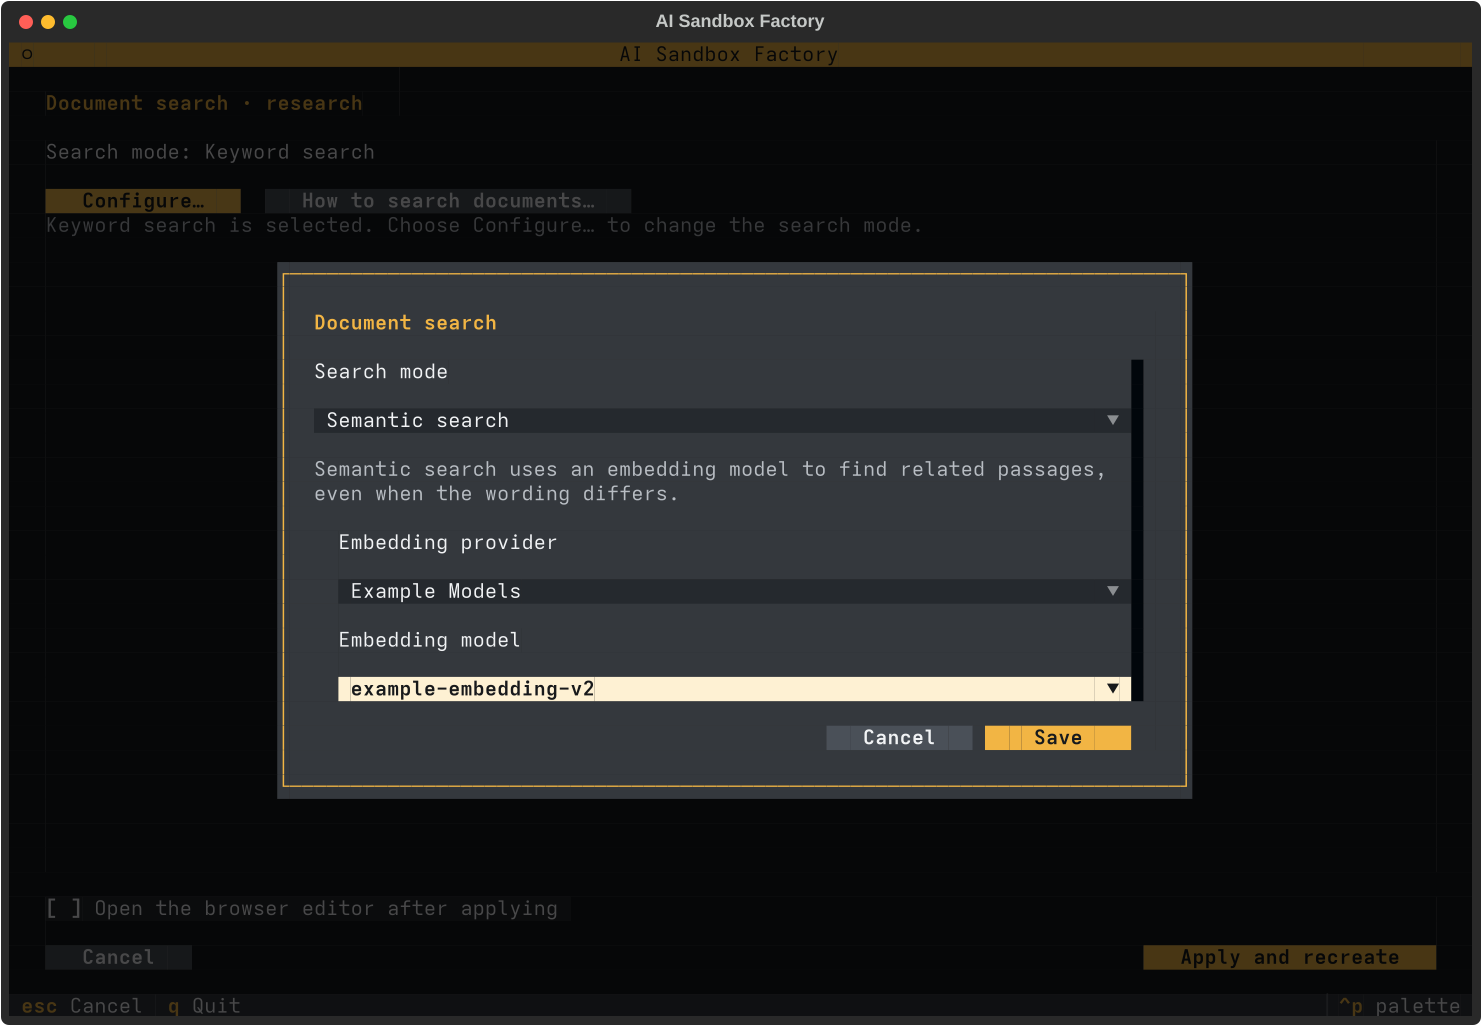 AI Sandbox Factory
AI Sandbox Factory
Document search · research
Search mode: Keyword search
Configure… How to search documents…
Keyword search is selected. Choose Configure… to change the search mode.
Document search
Search mode
Semantic search ▼
Semantic search uses an embedding model to find related passages,
even when the wording differs.
Embedding provider
Example Models ▼
Embedding model
example-embedding-v2 ▼
Cancel Save
[ ] Open the browser editor after applying
Cancel Apply and recreate
esc Cancel q Quit ^p palette